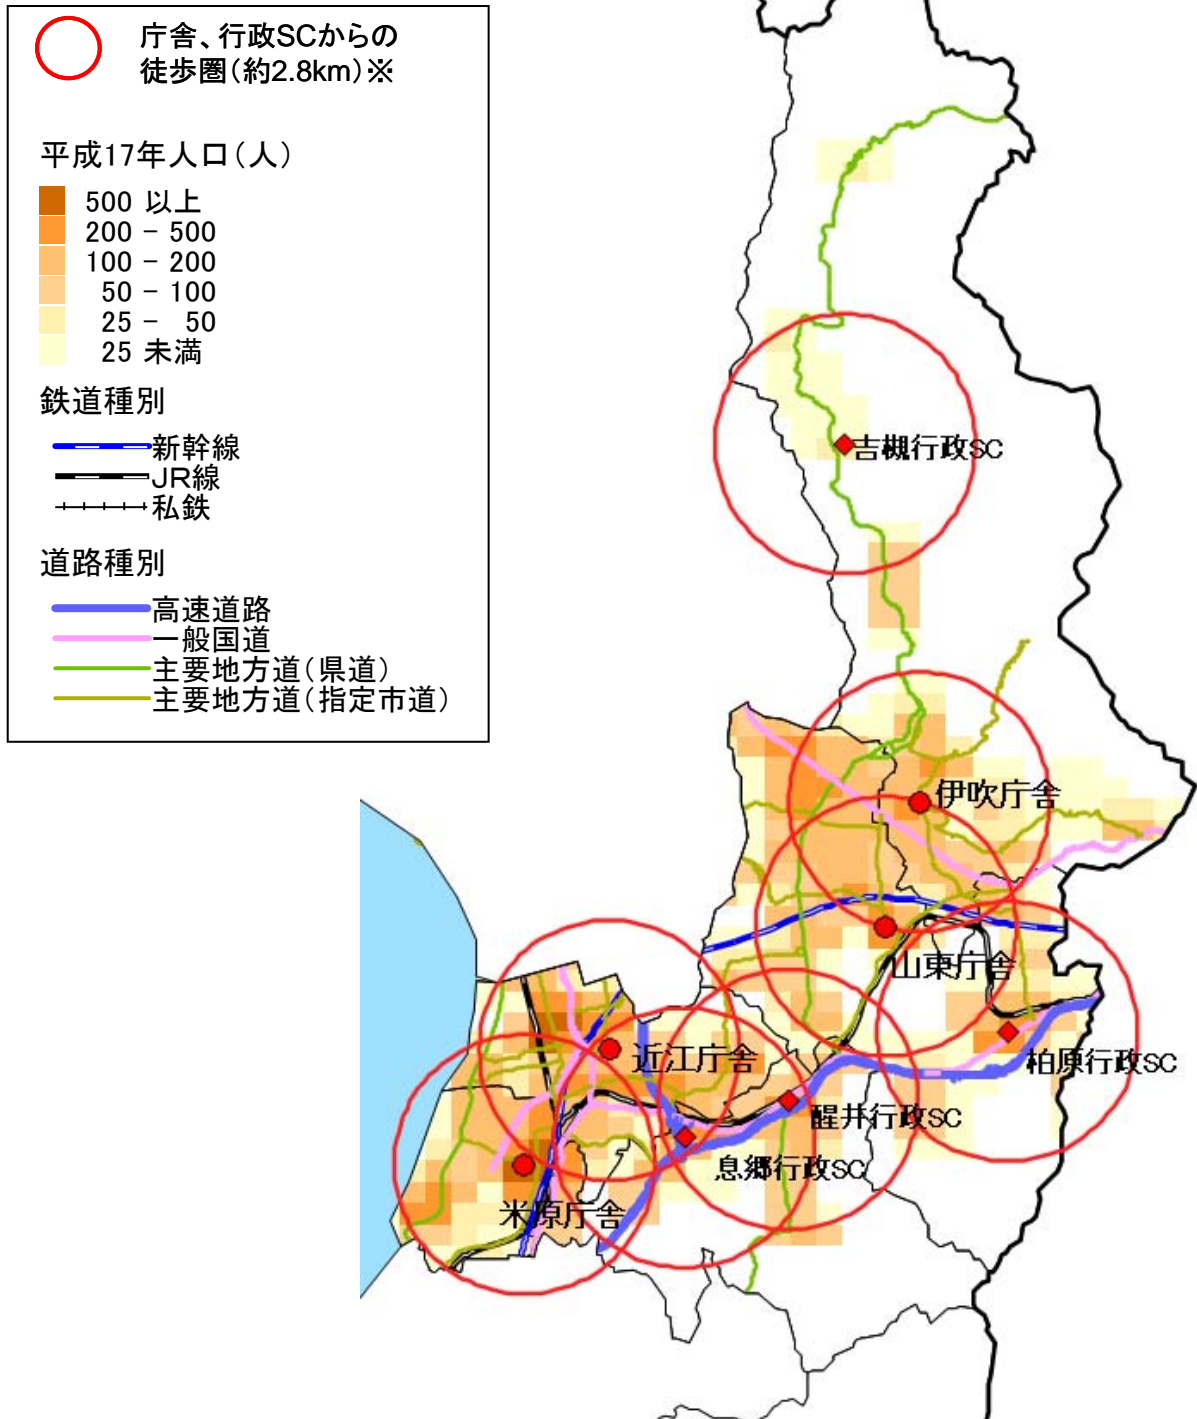 庁舎、行政SCからの
徒歩圏（約2.8km）※
平成17年人口（人）
500 以上
200 － 500
100 － 200
50 － 100
25 － 50
25 未満
鉄道種別
新幹線
JR線
私鉄
道路種別
高速道路
一般国道
主要地方道（県道）
主要地方道（指定市道）
吉槻行政SC
伊吹庁舎
山東庁舎
近江庁舎
柏原行政SC
醒井行政SC
息郷行政SC
米原庁舎